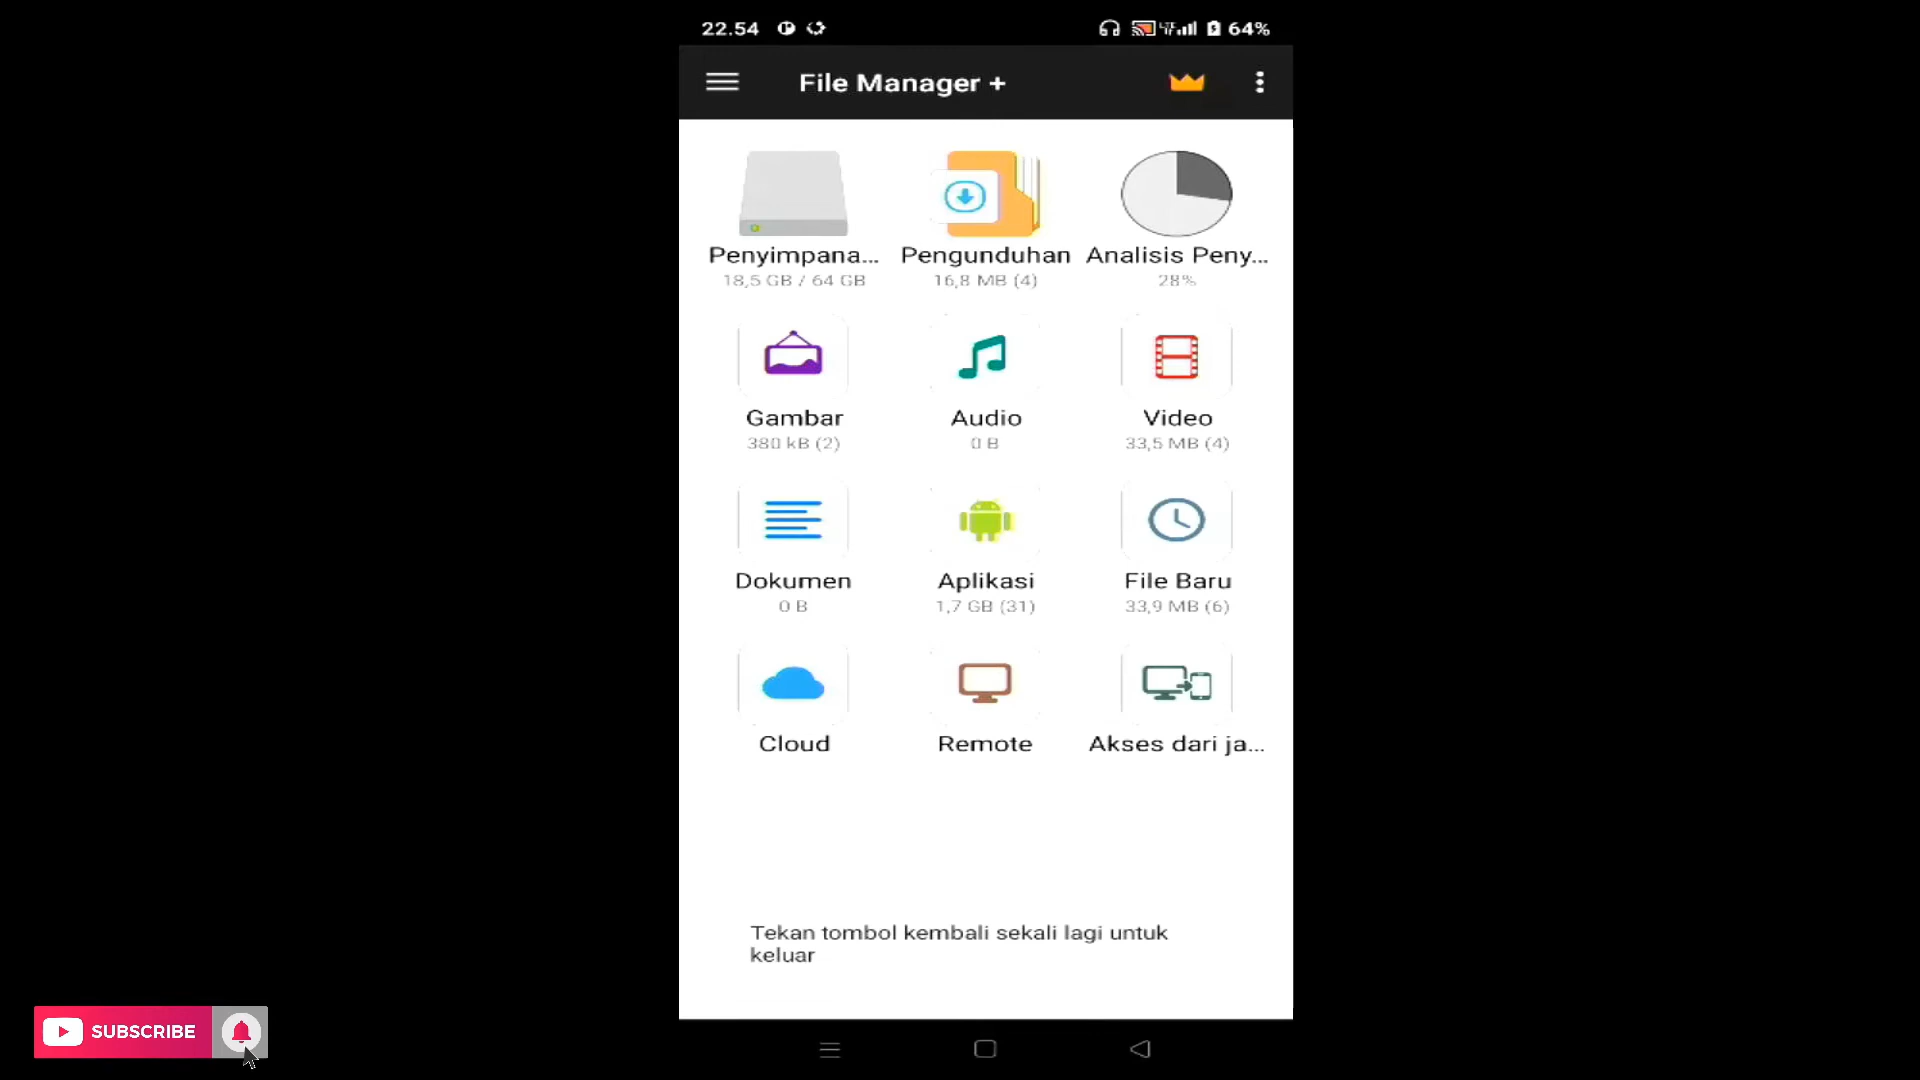 22.54
64%
File Manager +
Penyimpana...
Pengunduhan
Analisis Peny...
18,5 GB / 64 GB
16,8 MB (4)
28%
Gambar
Audio
Video
380 kB (2)
0 B
33,5 MB (4)
Dokumen
Aplikasi
File Baru
0 B
1,7 GB (31)
33,9 MB (6)
Cloud
Remote
Akses dari ja...
Tekan tombol kembali sekali lagi untuk
keluar
SUBSCRIBE